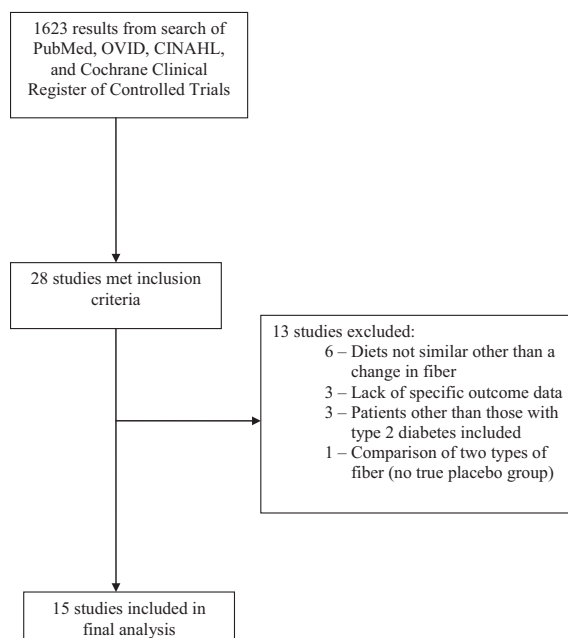 1623 results from search of
PubMed, OVID, CINAHL,
and Cochrane Clinical
Register of Controlled Trials
28 studies met inclusion
criteria
13 studies excluded:
6 – Diets not similar other than a
change in fiber
3 – Lack of specific outcome data
3 – Patients other than those with
type 2 diabetes included
1 – Comparison of two types of
fiber (no true placebo group)
15 studies included in
final analysis